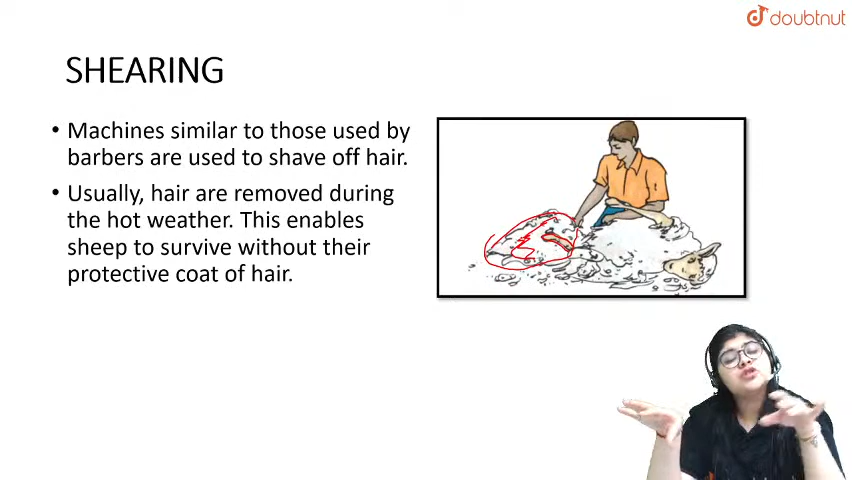 doubtnut
SHEARING
• Machines similar to those used by
barbers are used to shave off hair.
• Usually, hair are removed during
the hot weather. This enables
sheep to survive without their
protective coat of hair.